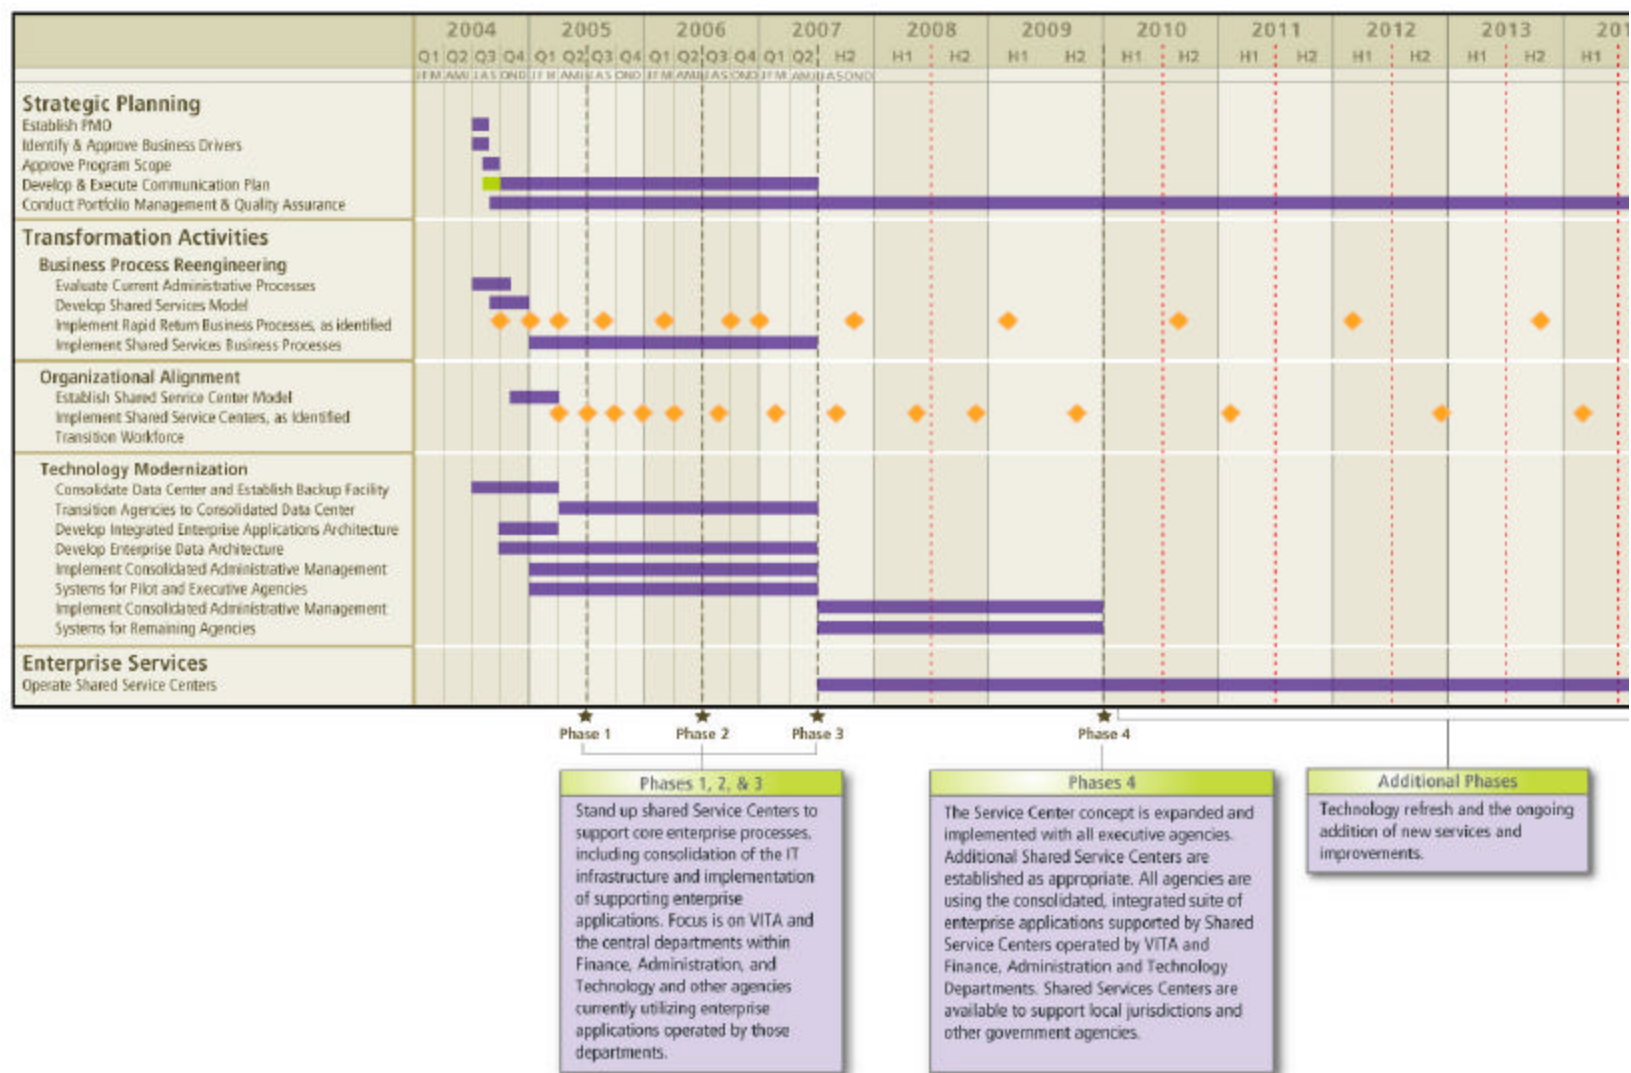 2004 2005 2006 2007 2008 2009 2010 2011 2012 2013 201
Q1 Q2 Q3 Q4 Q1 Q2 Q3 Q4 Q1 Q2 Q3 Q4 Q1 Q2 H2 H1 H2 H1 H2 H1 H2 H1 H2 H1 H2 H1 H2 H1
Strategic Planning
Establish PMO
Identify & Approve Business Drivers
Approve Program Scope
Develop & Execute Communication Plan
Conduct Portfolio Management & Quality Assurance
Transformation Activities
Business Process Reengineering
Evaluate Current Administrative Processes
Develop Shared Services Model
Implement Rapid Return Business Processes, as identified
Implement Shared Services Business Processes
Organizational Alignment
Establish Shared Service Center Model
Implement Shared Service Centers, as Identified
Transition Workforce
Technology Modernization
Consolidate Data Center and Establish Backup Facility
Transition Agencies to Consolidated Data Center
Develop Integrated Enterprise Applications Architecture
Develop Enterprise Data Architecture
Implement Consolidated Administrative Management
Systems for Pilot and Executive Agencies
Implement Consolidated Administrative Management
Systems for Remaining Agencies
Enterprise Services
Operate Shared Service Centers
Phase 1 Phase 2 Phase 3 Phase 4
Phases 1, 2, & 3
Stand up shared Service Centers to
support core enterprise processes,
including consolidation of the IT
infrastructure and implementation
of supporting enterprise
applications. Focus is on VITA and
the central departments within
Finance, Administration, and
Technology and other agencies
currently utilizing enterprise
applications operated by those
departments.
Phases 4
The Service Center concept is expanded and
implemented with all executive agencies.
Additional Shared Service Centers are
established as appropriate. All agencies are
using the consolidated, integrated suite of
enterprise applications supported by Shared
Service Centers operated by VITA and
Finance, Administration and Technology
Departments. Shared Services Centers are
available to support local jurisdictions and
other government agencies.
Additional Phases
Technology refresh and the ongoing
addition of new services and
improvements.